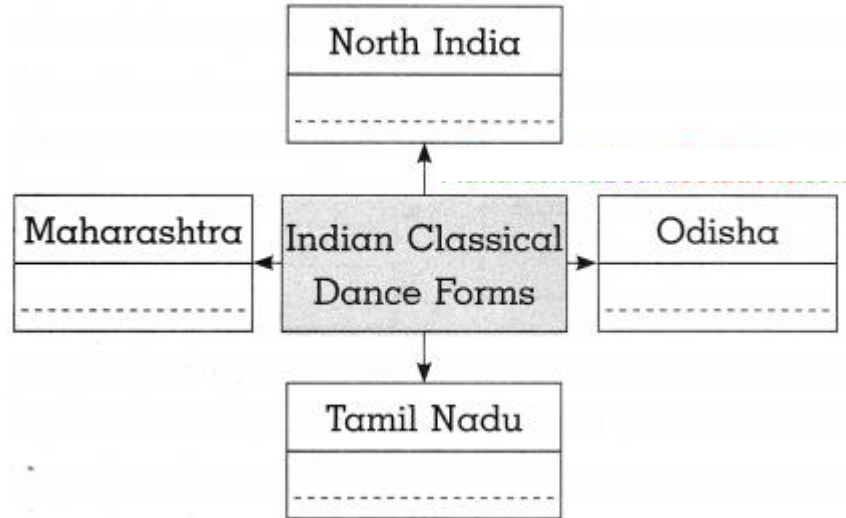 North India
Maharashtra
Indian Classical
Dance Forms
Odisha
Tamil Nadu